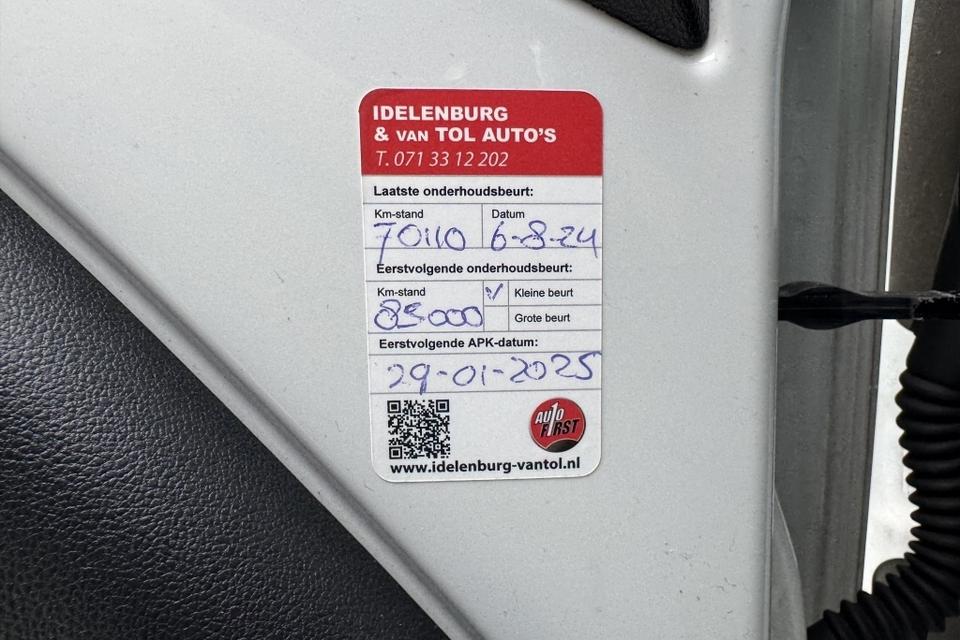 IDELENBURG
& VAN TOL AUTO'S
T. 071 33 12 202
Laatste onderhoudsbeurt:
Km-stand Datum
70110 6-8-24
Eerstvolgende onderhoudsbeurt:
Km-stand Kleine beurt
85000 Grote beurt
Eerstvolgende APK-datum:
29-01-2025
AUTO FIRST
www.idelenburg-vantol.nl